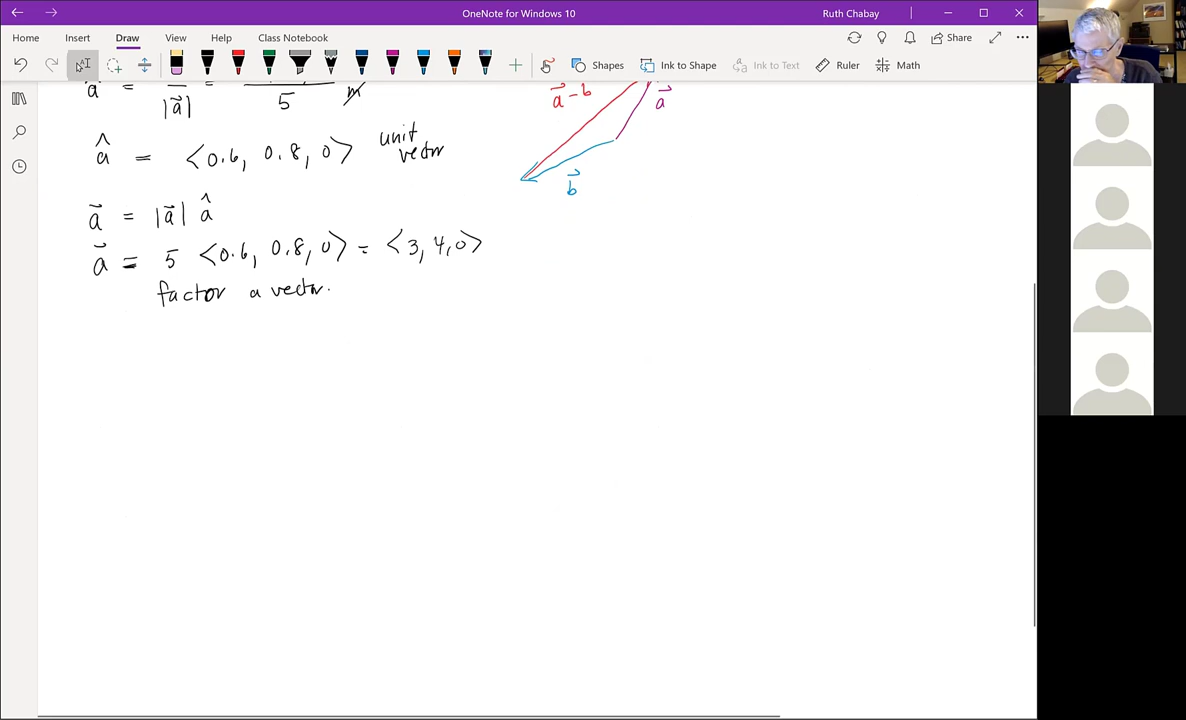 OneNote for Windows 10
Ruth Chabay
Home Insert Draw View Help Class Notebook
Share
Shapes Ink to Shape Ink to Text Ruler Math
a⃗ = ___ = ___
|a⃗| 5 m
â = <0.6, 0.8, 0> unit vector
a⃗ = |a⃗| â
a⃗ = 5 <0.6, 0.8, 0> = <3, 4, 0>
factor a vector.
a⃗ - b
a⃗
b⃗